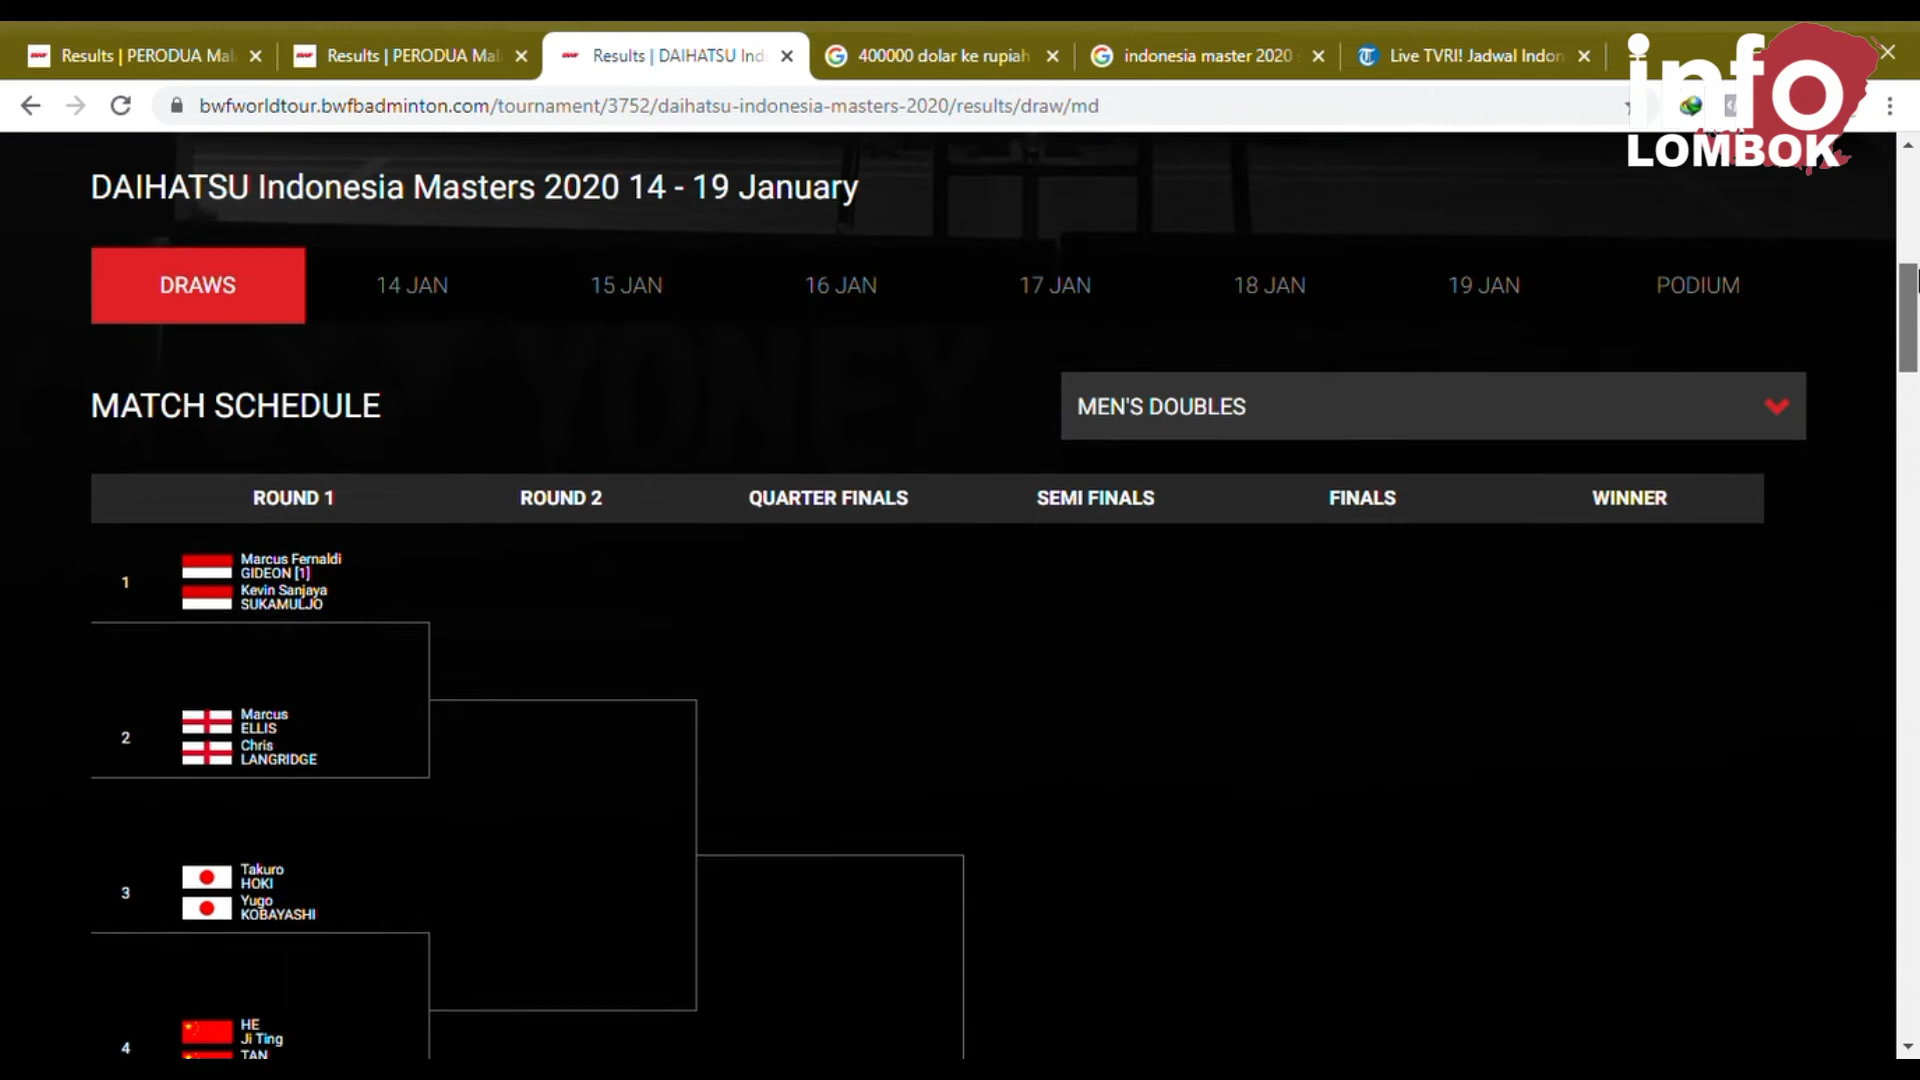 Results | PERODUA Mal
Results | PERODUA Mal
Results | DAIHATSU Ind
400000 dolar ke rupiah
indonesia master 2020
Live TVRI! Jadwal Indon
bwfworldtour.bwfbadminton.com/tournament/3752/daihatsu-indonesia-masters-2020/results/draw/md
info
LOMBOK
DAIHATSU Indonesia Masters 2020 14 - 19 January
DRAWS
14 JAN
15 JAN
16 JAN
17 JAN
18 JAN
19 JAN
PODIUM
MATCH SCHEDULE
MEN'S DOUBLES
ROUND 1
ROUND 2
QUARTER FINALS
SEMI FINALS
FINALS
WINNER
1
Marcus Fernaldi
GIDEON [1]
Kevin Sanjaya
SUKAMULJO
2
Marcus
ELLIS
Chris
LANGRIDGE
3
Takuro
HOKI
Yugo
KOBAYASHI
4
HE
Ji Ting
TAN